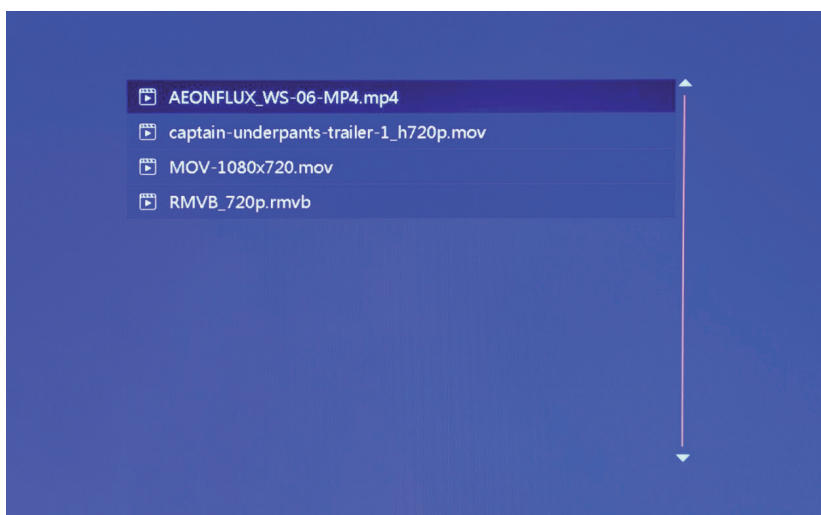 AEONFLUX_WS-06-MP4.mp4
captain-underpants-trailer-1_h720p.mov
MOV-1080x720.mov
RMVB_720p.rmvb